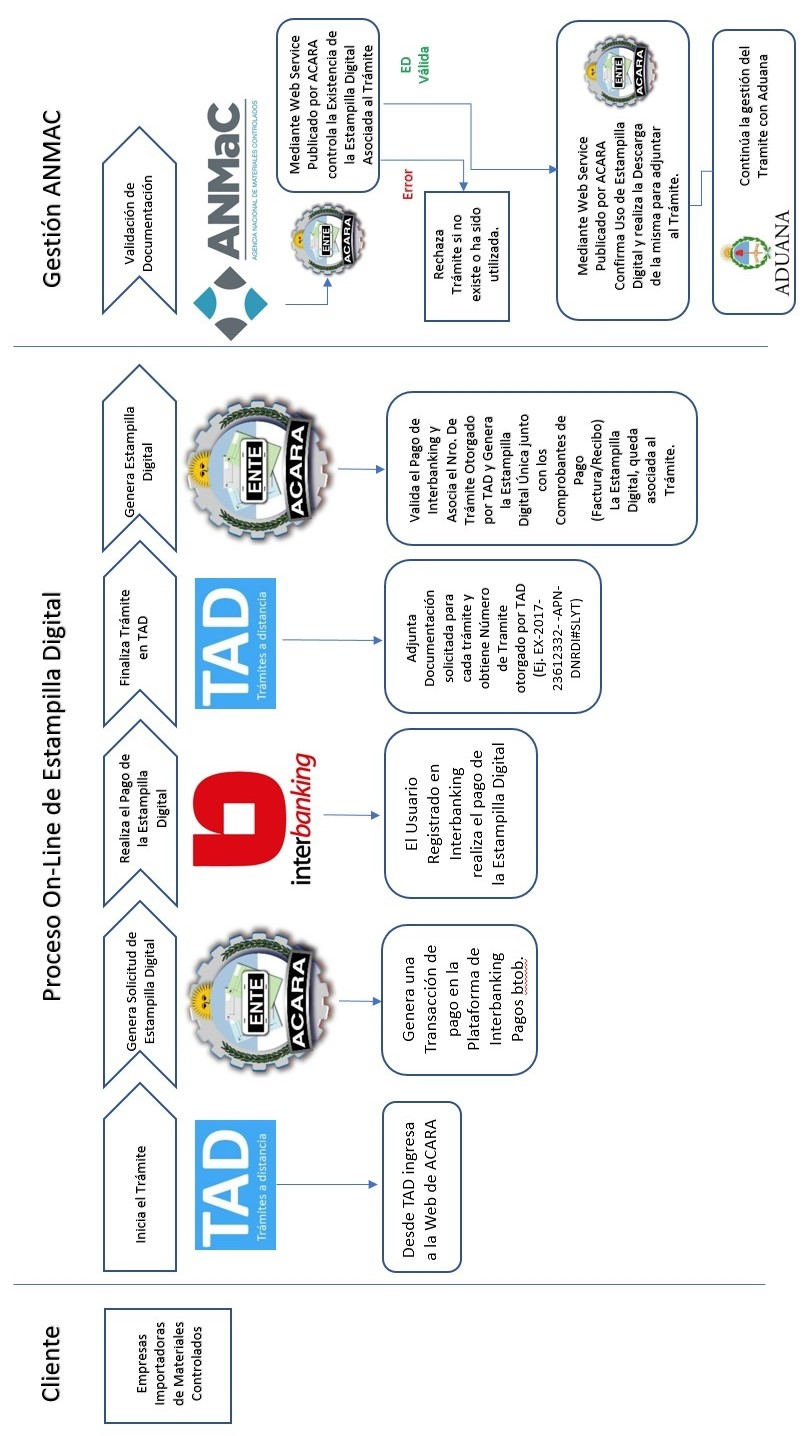 Cliente
Empresas
Importadoras
de Materiales
Controlados
Proceso On-Line de Estampilla Digital
Inicia el Trámite
TAD
Trámites a distancia
Desde TAD ingresa
a la Web de ACARA
Genera Solicitud de
Estampilla Digital
ENTE
ACARA
Genera una
Transacción de
pago en la
Plataforma de
Interbanking
Pagos btob.
Realiza el Pago de
la Estampilla
Digital
interbanking
El Usuario
Registrado en
Interbanking
realiza el pago de
la Estampilla Digital
Finaliza Trámite
en TAD
TAD
Trámites a distancia
Adjunta
Documentación
solicitada para
cada trámite y
obtiene Número
de Tramite
otorgado por TAD
(Ej. EX-2017-
23612332- -APN-
DNRDI#SLYT)
Genera Estampilla
Digital
ENTE
ACARA
Valida el Pago de
Interbanking y
Asocia el Nro. De
Trámite Otorgado
por TAD y Genera
la Estampilla
Digital Única junto
con los
Comprobantes de
Pago
(Factura/Recibo)
La Estampilla
Digital, queda
asociada al
Trámite.
Gestión ANMAC
Validación de
Documentación
ANMaC
AGENCIA NACIONAL DE MATERIALES CONTROLADOS
ENTE
ACARA
Mediante Web Service
Publicado por ACARA
controla la Existencia de
la Estampilla Digital
Asociada al Trámite
Error
ED
Válida
Rechaza
Trámite si no
existe o ha sido
utilizada.
Mediante Web Service
Publicado por ACARA
Confirma Uso de Estampilla
Digital y realiza la Descarga
de la misma para adjuntar
al Trámite.
ENTE
ACARA
ADUANA
Continúa la gestión del
Tramite con Aduana